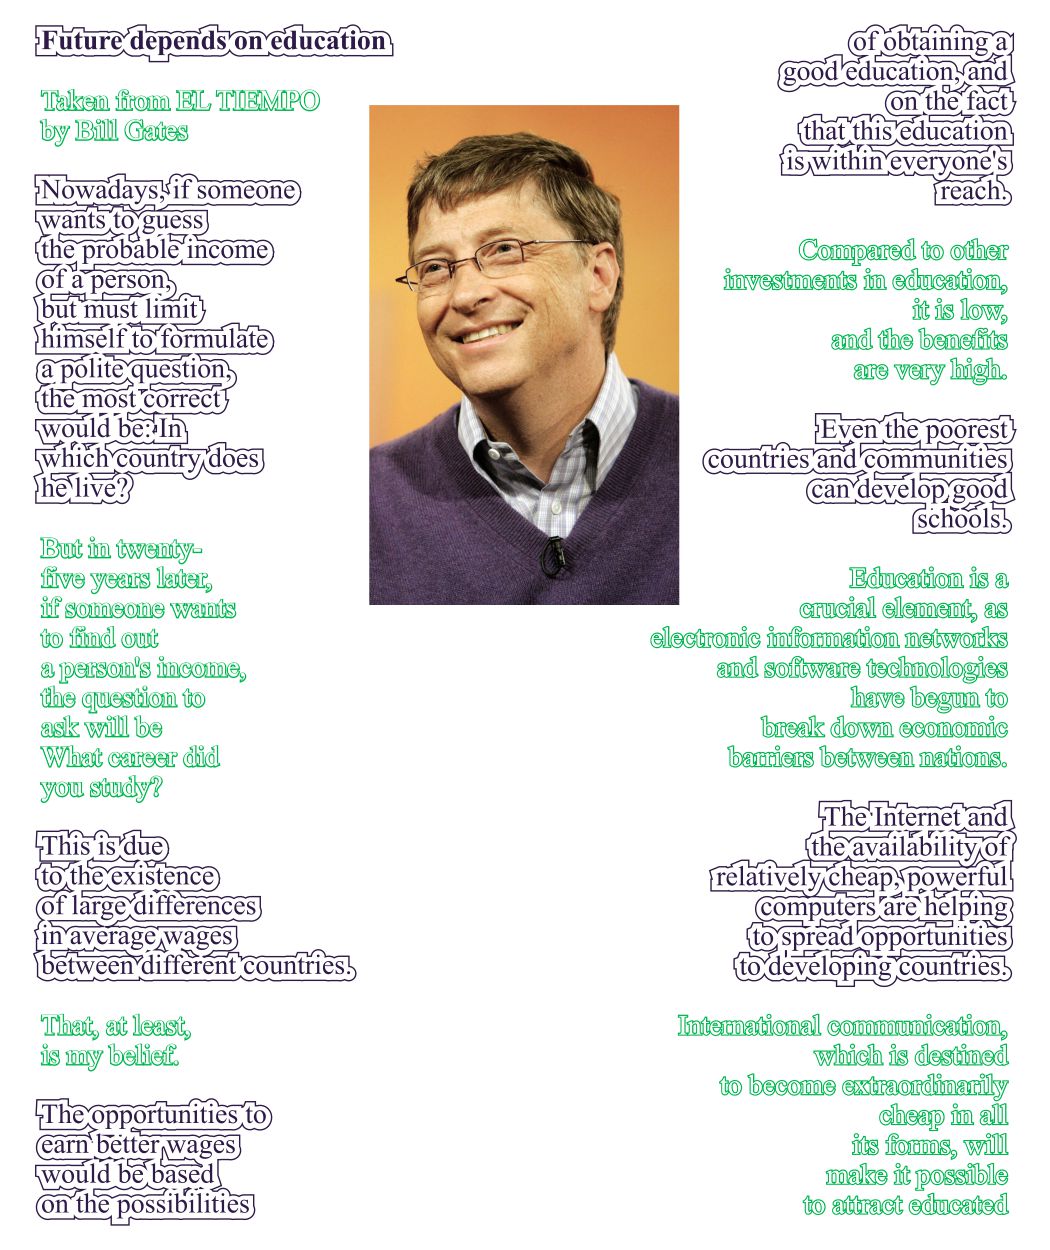 Future depends on education
Taken from EL TIEMPO
by Bill Gates
Nowadays, if someone
wants to guess
the probable income
of a person,
but must limit
himself to formulate
a polite question,
the most correct
would be: In
which country does
he live?
But in twenty-
five years later,
if someone wants
to find out
a person's income,
the question to
ask will be
What career did
you study?
This is due
to the existence
of large differences
in average wages
between different countries.
That, at least,
is my belief.
The opportunities to
earn better wages
would be based
on the possibilities
of obtaining a
good education, and
on the fact
that this education
is within everyone's
reach.
Compared to other
investments in education,
it is low,
and the benefits
are very high.
Even the poorest
countries and communities
can develop good
schools.
Education is a
crucial element, as
electronic information networks
and software technologies
have begun to
break down economic
barriers between nations.
The Internet and
the availability of
relatively cheap, powerful
computers are helping
to spread opportunities
to developing countries.
International communication,
which is destined
to become extraordinarily
cheap in all
its forms, will
make it possible
to attract educated